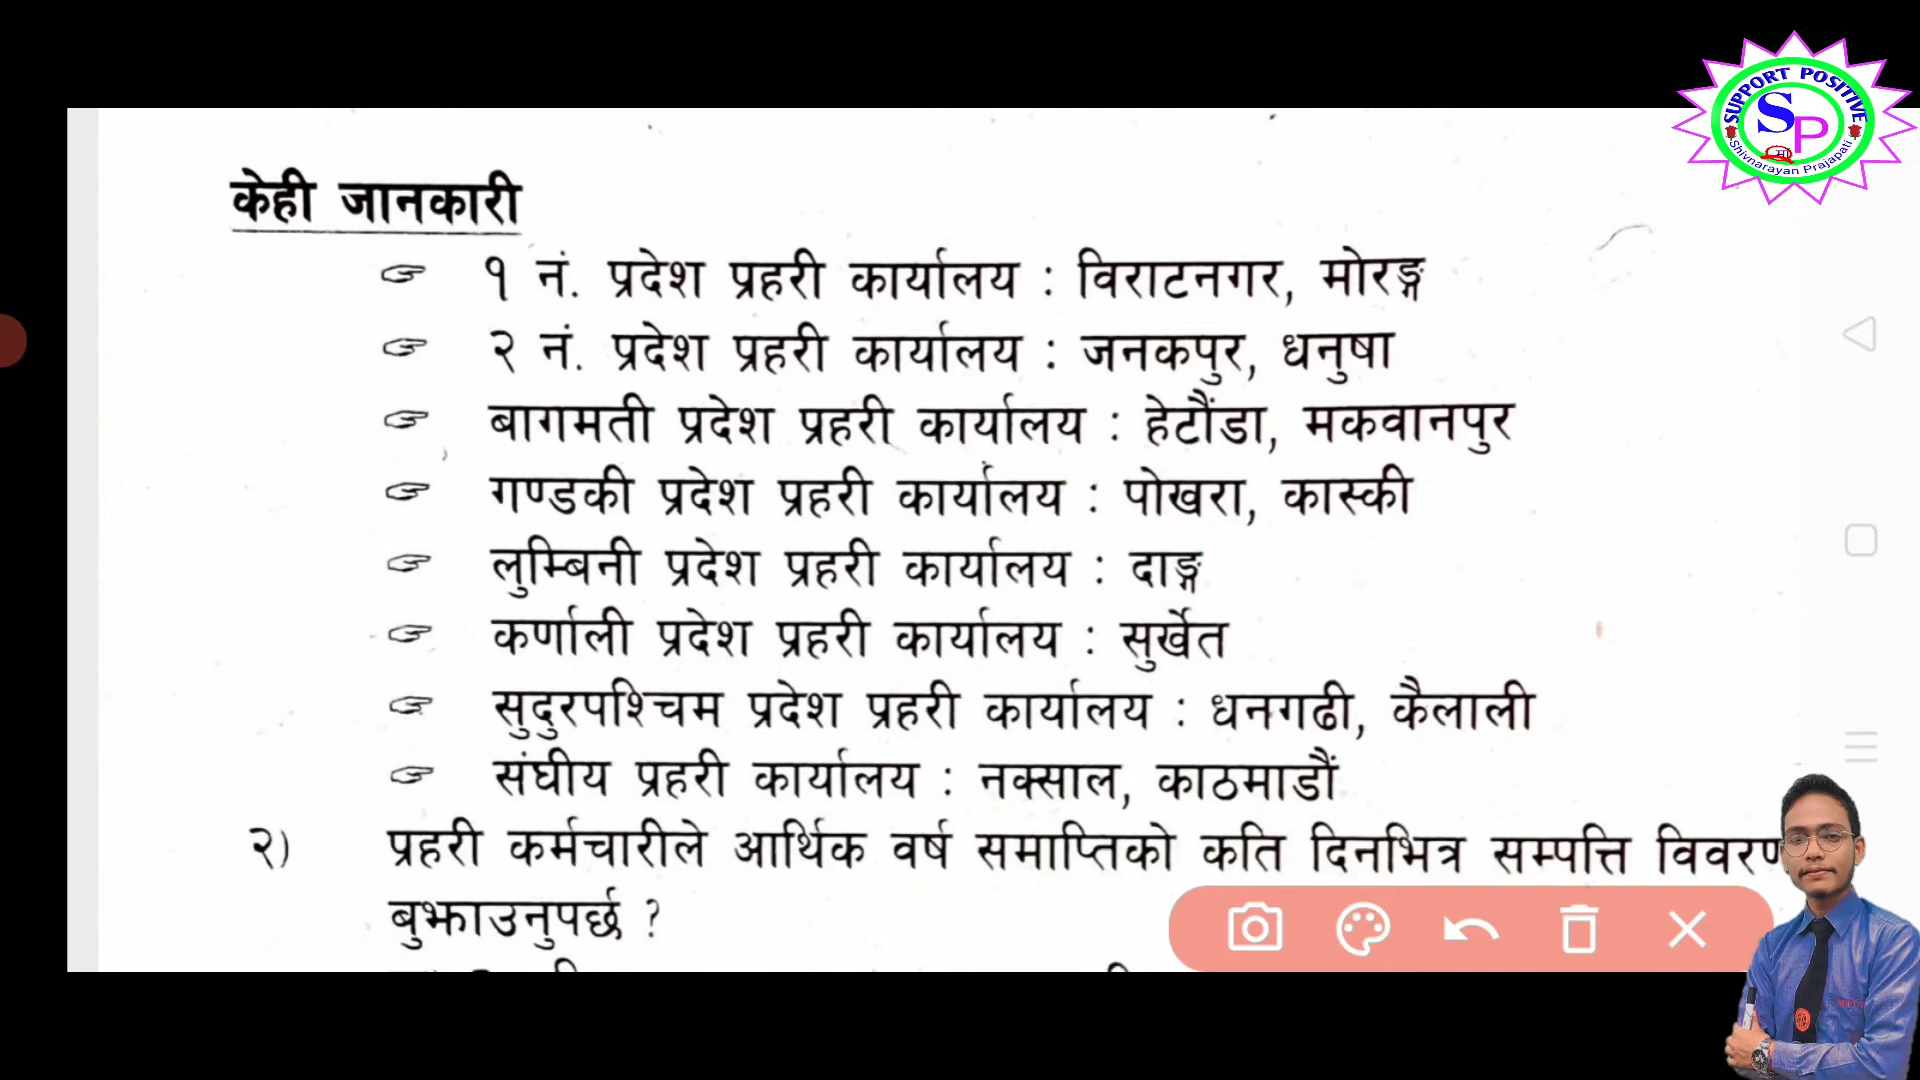 SUPPORT POSITIVE
SP
Shivnarayan Prajapati
केही जानकारी
१ नं. प्रदेश प्रहरी कार्यालय : विराटनगर, मोरङ्ग
२ नं. प्रदेश प्रहरी कार्यालय : जनकपुर, धनुषा
बागमती प्रदेश प्रहरी कार्यालय : हेटौंडा, मकवानपुर
गण्डकी प्रदेश प्रहरी कार्यालय : पोखरा, कास्की
लुम्बिनी प्रदेश प्रहरी कार्यालय : दाङ्ग
कर्णाली प्रदेश प्रहरी कार्यालय : सुर्खेत
सुदुरपश्चिम प्रदेश प्रहरी कार्यालय : धनगढी, कैलाली
संघीय प्रहरी कार्यालय : नक्साल, काठमाडौं
२) प्रहरी कर्मचारीले आर्थिक वर्ष समाप्तिको कति दिनभित्र सम्पत्ति विवरण
बुझाउनुपर्छ ?